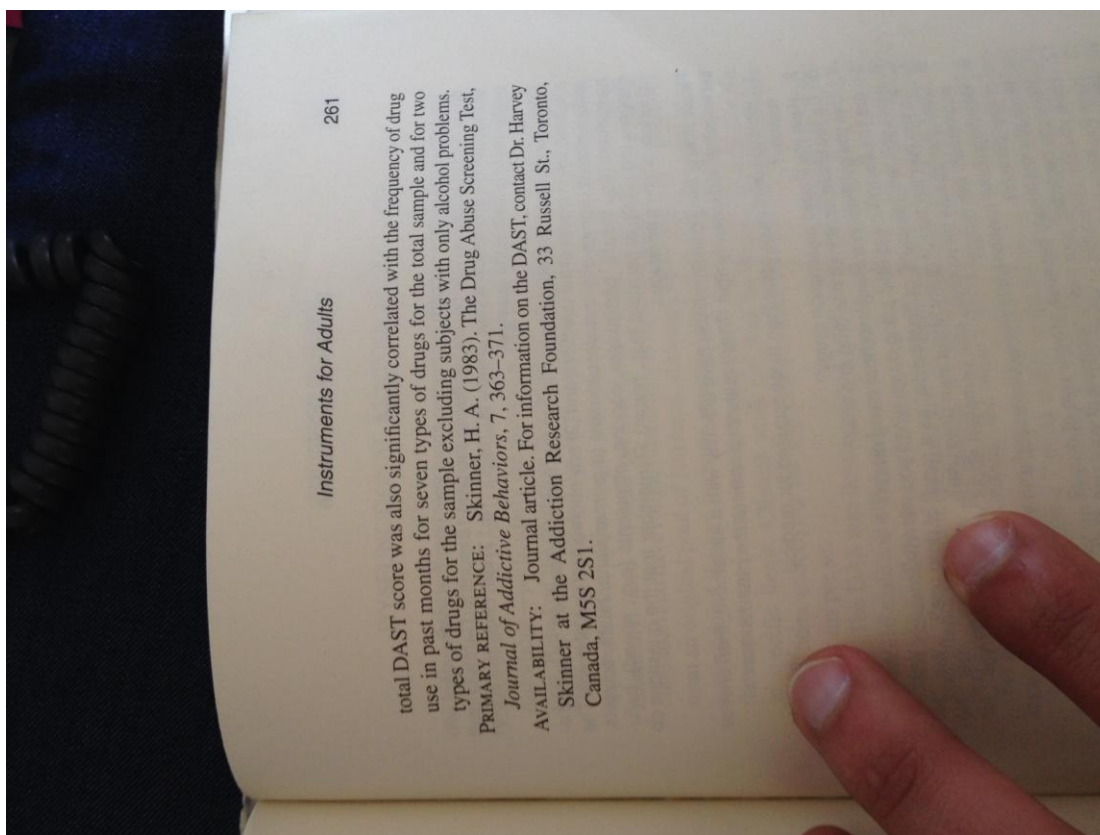 Instruments for Adults 261
total DAST score was also significantly correlated with the frequency of drug
use in past months for seven types of drugs for the total sample and for two
types of drugs for the sample excluding subjects with only alcohol problems.
PRIMARY REFERENCE: Skinner, H. A. (1983). The Drug Abuse Screening Test,
Journal of Addictive Behaviors, 7, 363–371.
AVAILABILITY: Journal article. For information on the DAST, contact Dr. Harvey
Skinner at the Addiction Research Foundation, 33 Russell St., Toronto,
Canada, M5S 2S1.